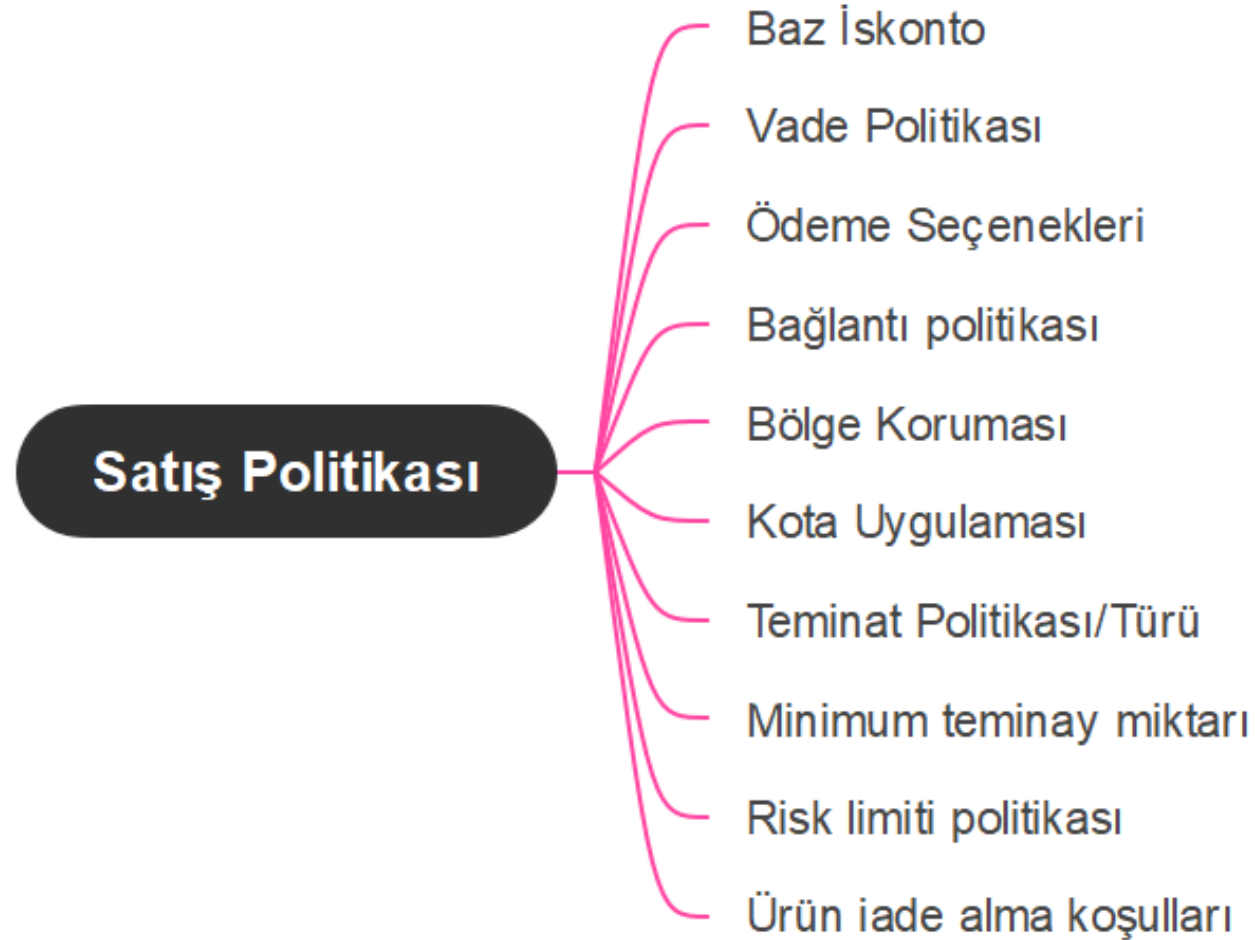 Baz İskonto
Vade Politikası
Ödeme Seçenekleri
Bağlantı politikası
Bölge Koruması
Satış Politikası
Kota Uygulaması
Teminat Politikası/Türü
Minimum teminay miktarı
Risk limiti politikası
Ürün iade alma koşulları